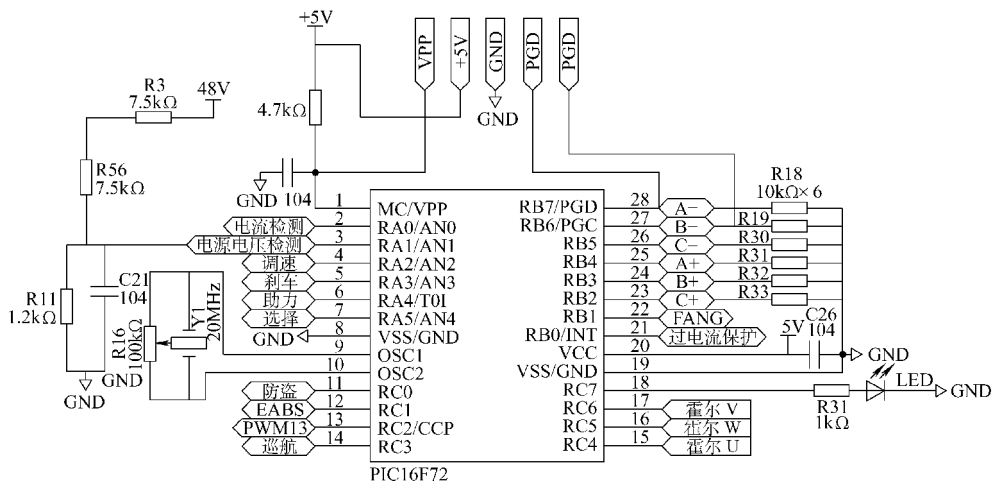 +5V
VPP
+5V
GND
PGD
PGD
R3
7.5kΩ
48V
4.7kΩ
GND
R56
7.5kΩ
GND
104
R18
10kΩ×6
1 MC/VPP
电流检测 2 RA0/AN0
电源电压检测 3 RA1/AN1
调速 4 RA2/AN2
刹车 5 RA3/AN3
助力 6 RA4/T0I
选择 7 RA5/AN4
GND 8 VSS/GND
9 OSC1
10 OSC2
防盗 11 RC0
EABS 12 RC1
PWM13 13 RC2/CCP
巡航 14 RC3
RB7/PGD 28 A−
RB6/PGC 27 B− R19
RB5 26 C− R30
RB4 25 A+ R31
RB3 24 B+ R32
RB2 23 C+ R33
RB1 22 FANG
RB0/INT 21 过电流保护
VCC 20
VSS/GND 19
RC7 18
RC6 17 霍尔 V
RC5 16 霍尔 W
RC4 15 霍尔 U
C21
104
R11
1.2kΩ
R16
100kΩ
Y1
20MHz
GND
GND
5V
C26
104
GND
LED
GND
R31
1kΩ
PIC16F72